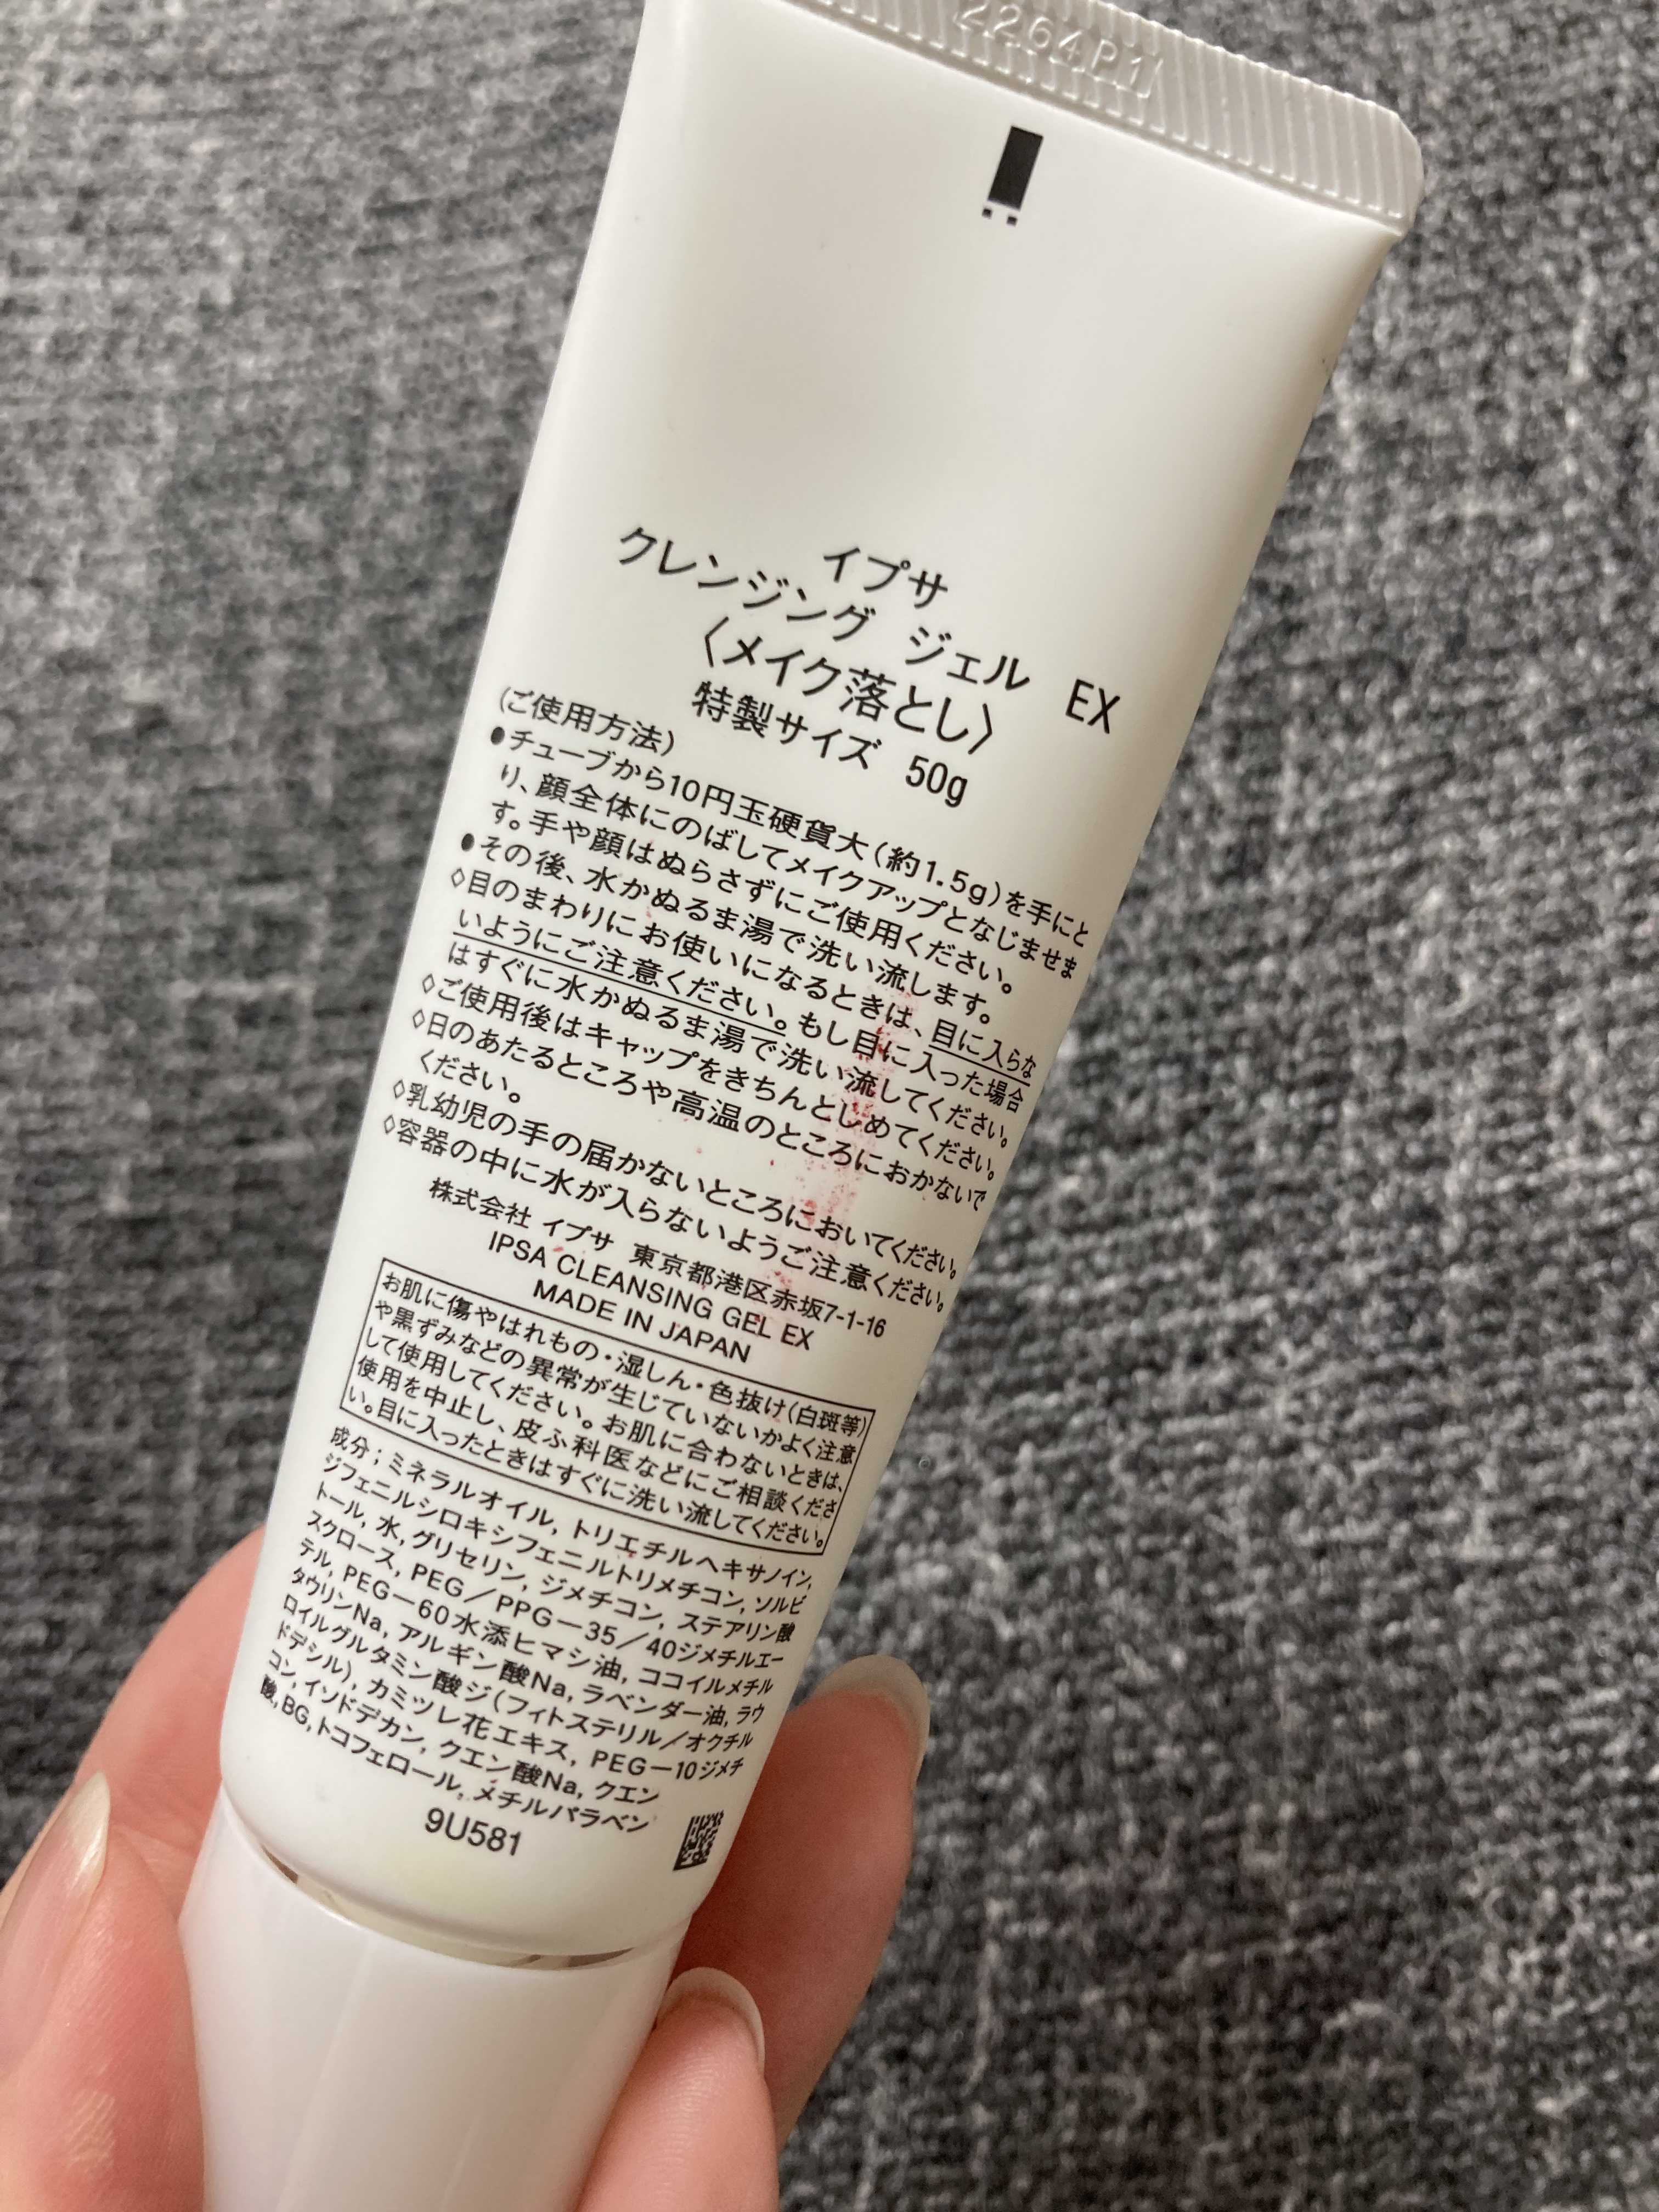 2264P1
イプサ
クレンジング ジェル EX
〈メイク落とし〉
特製サイズ 50g
(ご使用方法)
●チューブから10円玉硬貨大(約1.5g)を手にと
り、顔全体にのばしてメイクアップとなじませま
す。手や顔はぬらさずにご使用ください。
●その後、水かぬるま湯で洗い流します。
◇目のまわりにお使いになるときは、目に入らな
いようにご注意ください。もし目に入った場合
はすぐに水かぬるま湯で洗い流してください。
◇ご使用後はキャップをきちんとしめてください。
◇日のあたるところや高温のところにおかないで
ください。
◇乳幼児の手の届かないところにおいてください。
◇容器の中に水が入らないようご注意ください。
株式会社 イプサ 東京都港区赤坂7-1-16
IPSA CLEANSING GEL EX
MADE IN JAPAN
お肌に傷やはれもの・湿しん・色抜け(白斑等)
や黒ずみなどの異常が生じていないかよく注意
して使用してください。お肌に合わないときは、
使用を中止し、皮ふ科医などにご相談くださ
い。目に入ったときはすぐに洗い流してください。
成分；ミネラルオイル, トリエチルヘキサノイン,
ジフェニルシロキシフェニルトリメチコン, ソルビ
トール, 水, グリセリン, ジメチコン, ステアリン酸
スクロース, PEG／PPG－35／40ジメチルエー
テル, PEG－60水添ヒマシ油, ココイルメチル
タウリンNa, アルギン酸Na, ラベンダー油, ラウ
ロイルグルタミン酸ジ(フィトステリル／オクチル
ドデシル), カミツレ花エキス, PEG－10ジメチ
コン, イソドデカン, クエン酸Na, クエン
酸, BG, トコフェロール, メチルパラベン
9U581